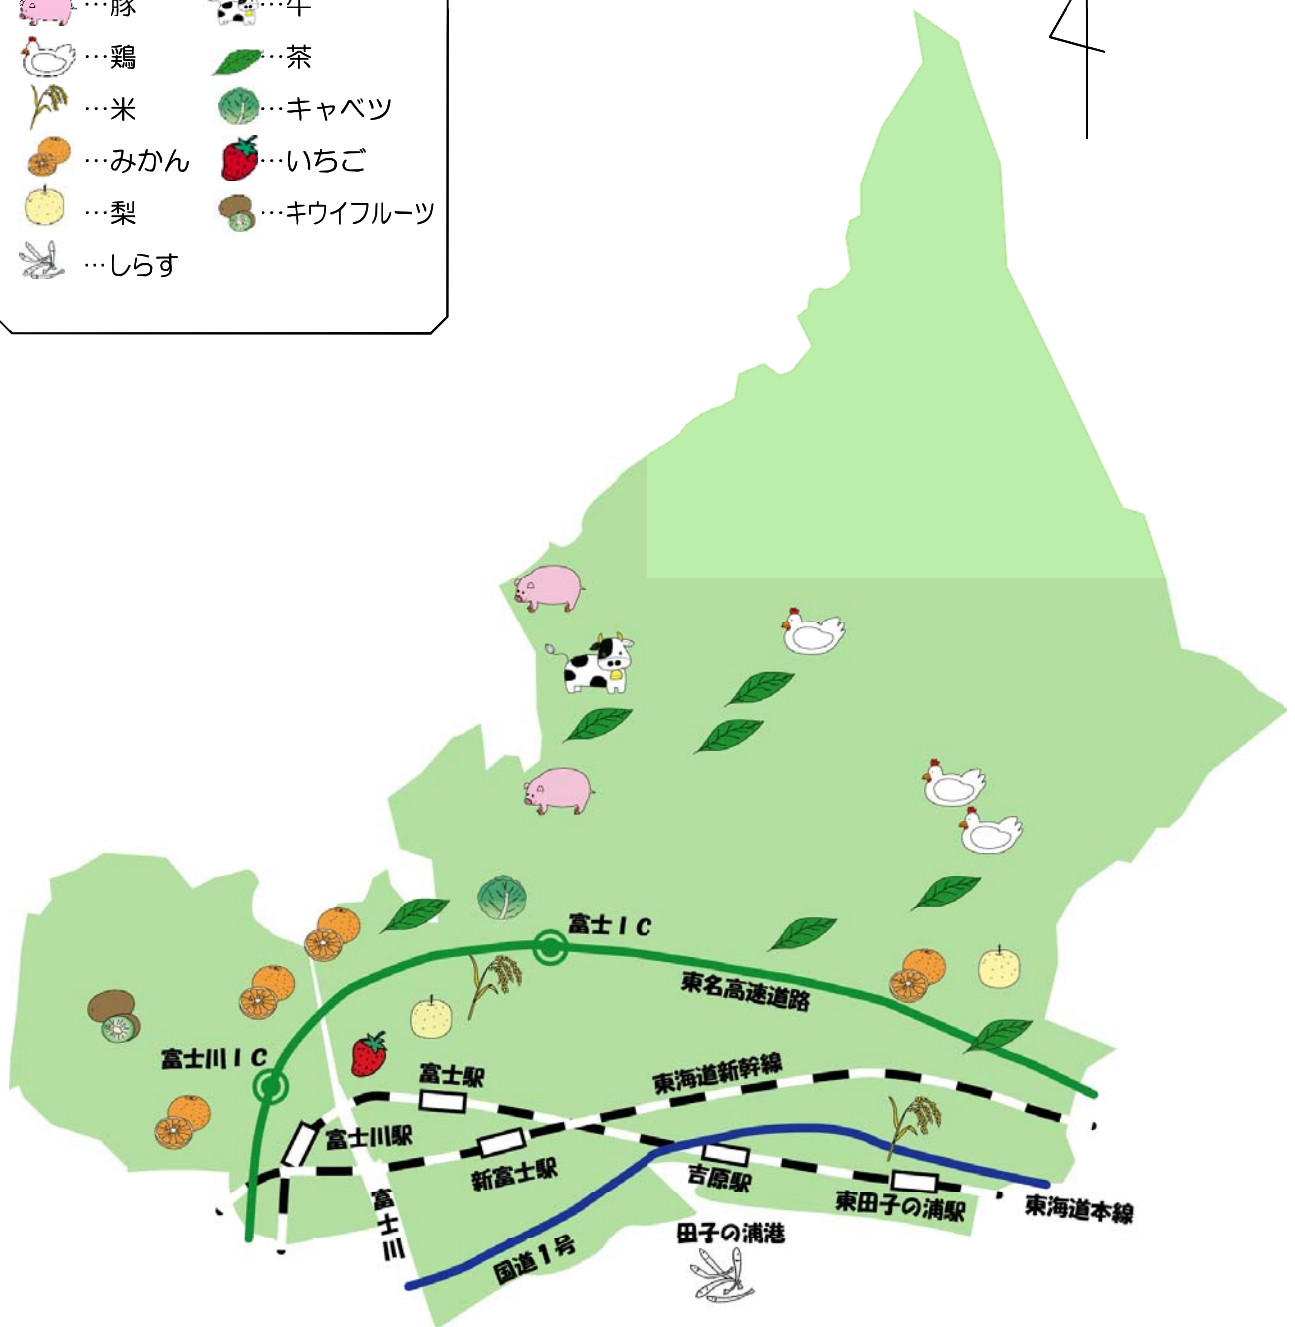 …豚
…牛
…鶏
…茶
…米
…キャベツ
…みかん
…いちご
…梨
…キウイフルーツ
…しらす
富士IC
東名高速道路
富士川IC
富士駅
東海道新幹線
富士川駅
新富士駅
吉原駅
東田子の浦駅
東海道本線
富士川
国道1号
田子の浦港